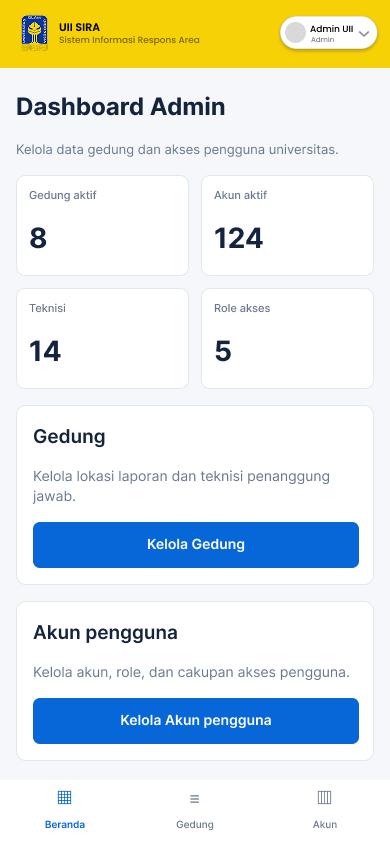 UII SIRA
Sistem Informasi Respons Area
Admin UII
Admin
Dashboard Admin
Kelola data gedung dan akses pengguna universitas.
Gedung aktif
8
Akun aktif
124
Teknisi
14
Role akses
5
Gedung
Kelola lokasi laporan dan teknisi penanggung
jawab.
Kelola Gedung
Akun pengguna
Kelola akun, role, dan cakupan akses pengguna.
Kelola Akun pengguna
Beranda
Gedung
Akun